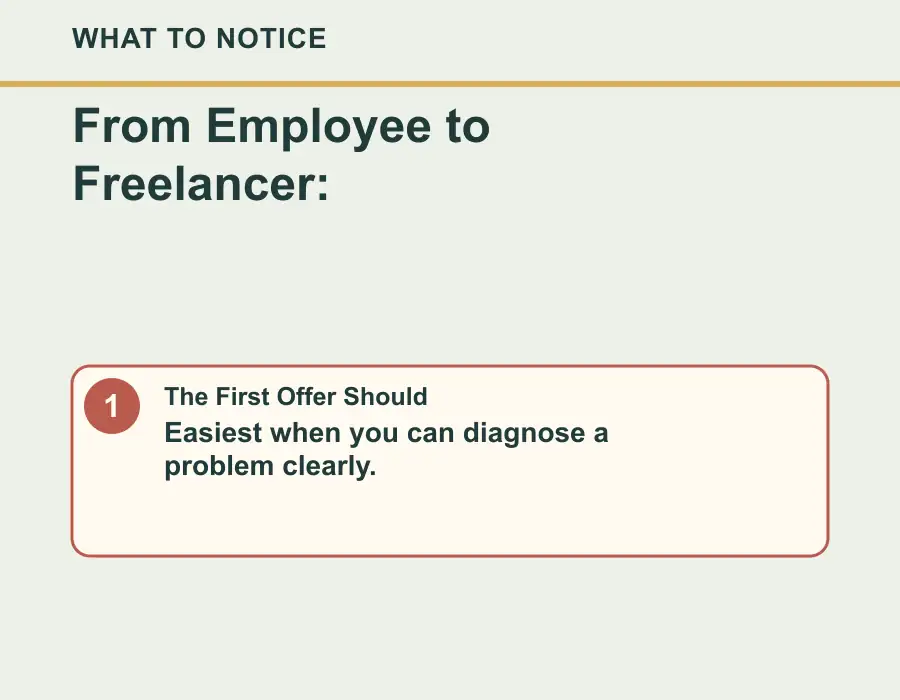 WHAT TO NOTICE
From Employee to
Freelancer:
1
The First Offer Should
Easiest when you can diagnose a
problem clearly.